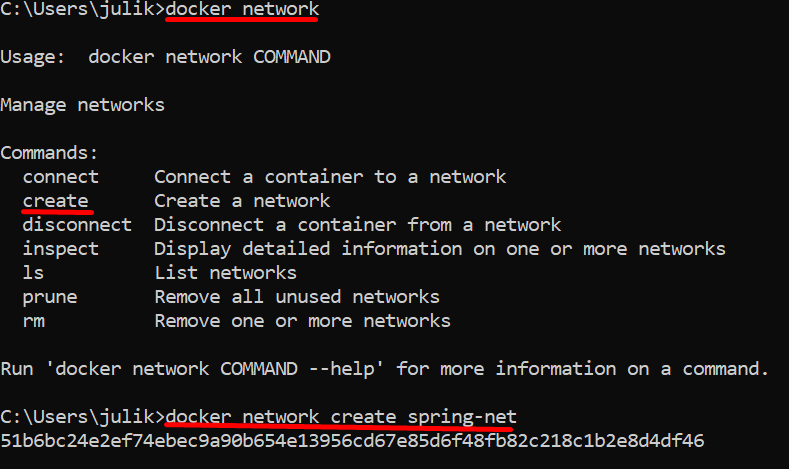 C:\Users\julik>docker network
Usage:  docker network COMMAND
Manage networks
Commands:
  connect     Connect a container to a network
  create      Create a network
  disconnect  Disconnect a container from a network
  inspect     Display detailed information on one or more networks
  ls          List networks
  prune       Remove all unused networks
  rm          Remove one or more networks
Run 'docker network COMMAND --help' for more information on a command.
C:\Users\julik>docker network create spring-net
51b6bc24e2ef74ebec9a90b654e13956cd67e85d6f48fb82c218c1b2e8d4df46